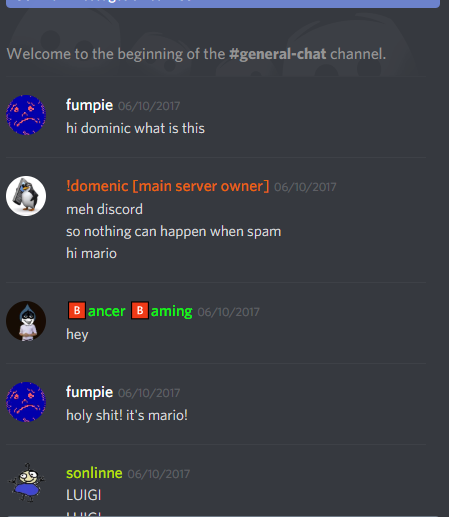 Welcome to the beginning of the #general-chat channel.
fumpie 06/10/2017
hi dominic what is this
!domenic [main server owner] 06/10/2017
meh discord
so nothing can happen when spam
hi mario
🅱ancer 🅱aming 06/10/2017
hey
fumpie 06/10/2017
holy shit! it's mario!
sonlinne 06/10/2017
LUIGI
LUIGI